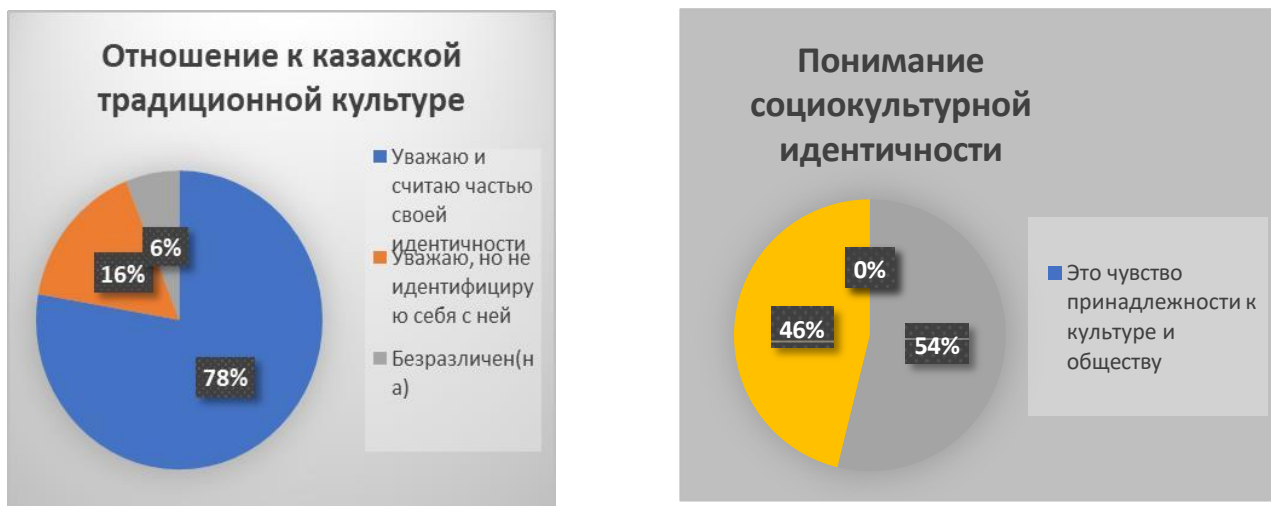 Отношение к казахской
традиционной культуре
Уважаю и
считаю частью
своей
идентичности
Уважаю, но не
идентифициру
ю себя с ней
Безразличен(н
а)
6%
16%
78%
Понимание
социокультурной
идентичности
0%
46%
54%
Это чувство
принадлежности к
культуре и
обществу